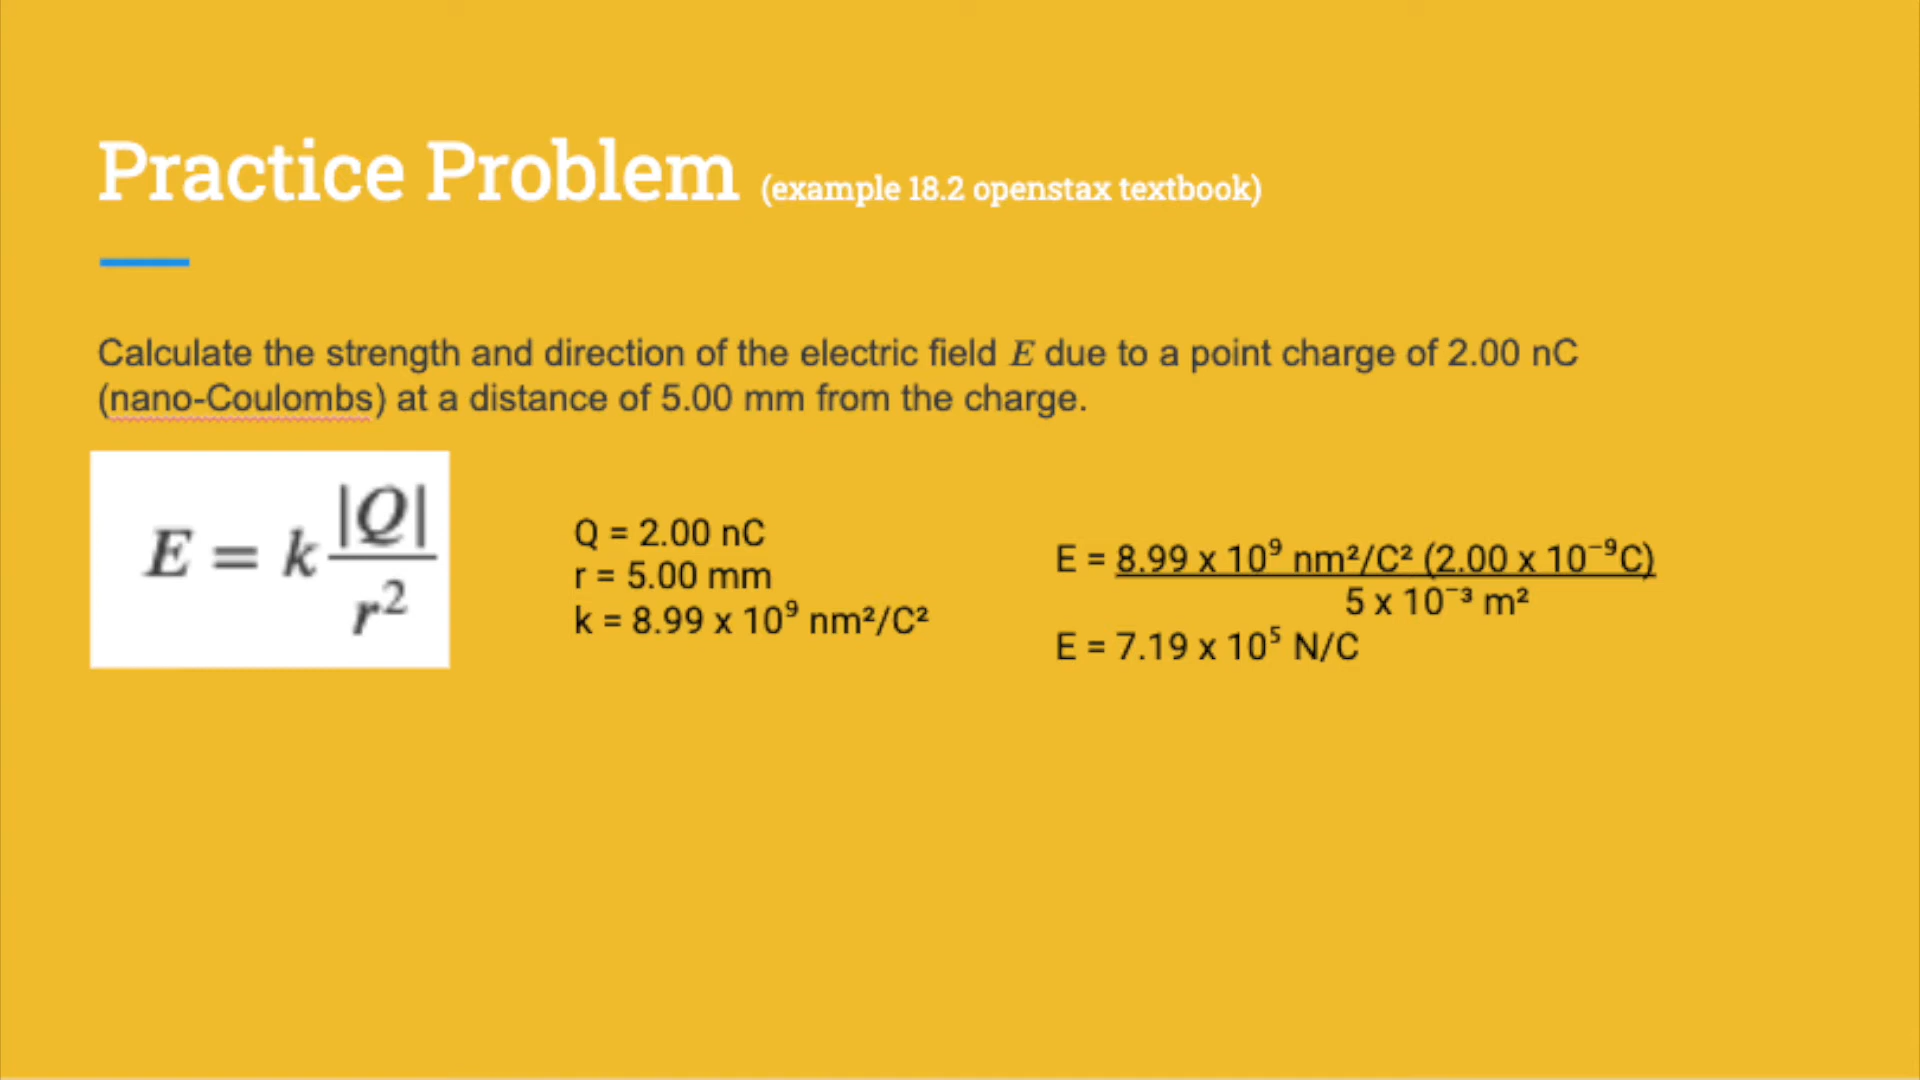 Practice Problem (example 18.2 openstax textbook)
Calculate the strength and direction of the electric field E due to a point charge of 2.00 nC
(nano-Coulombs) at a distance of 5.00 mm from the charge.
E = k |Q| / r²
Q = 2.00 nC
r = 5.00 mm
k = 8.99 x 10⁹ nm²/C²
E = 8.99 x 10⁹ nm²/C² (2.00 x 10⁻⁹C)
5 x 10⁻³ m²
E = 7.19 x 10⁵ N/C